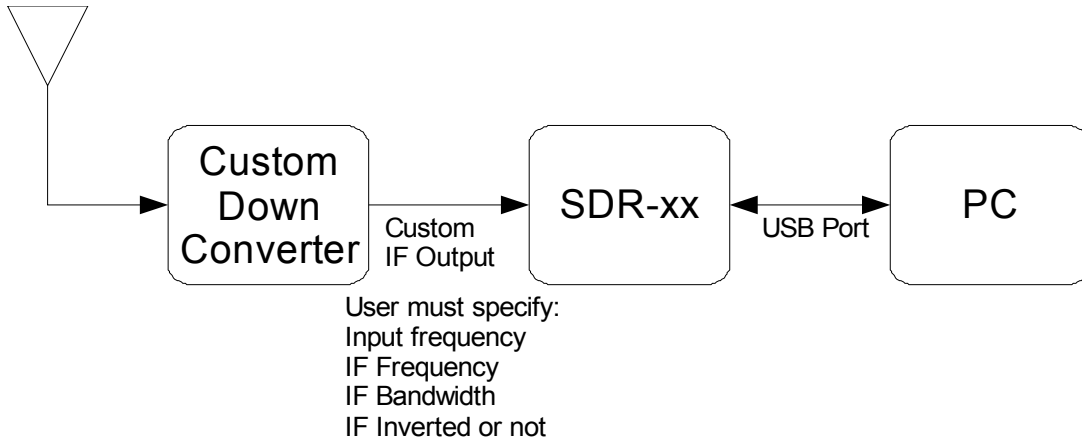 Custom
Down
Converter
Custom
IF Output
SDR-xx
USB Port
PC
User must specify:
Input frequency
IF Frequency
IF Bandwidth
IF Inverted or not